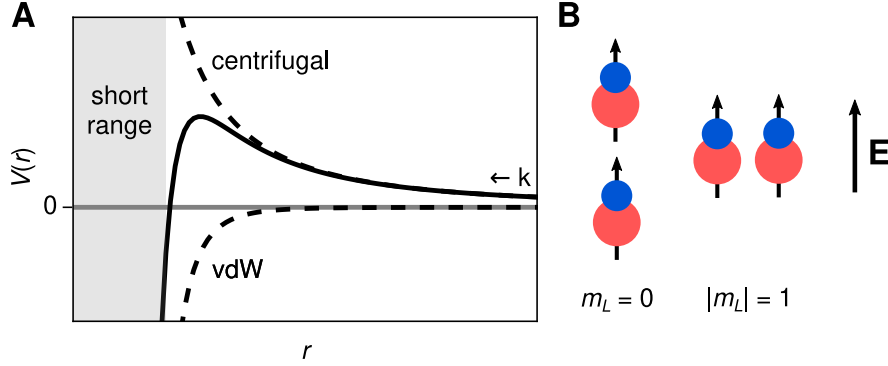 A
centrifugal
short
range
V(r)
← k
0
vdW
r
B
E
m_L = 0
|m_L| = 1